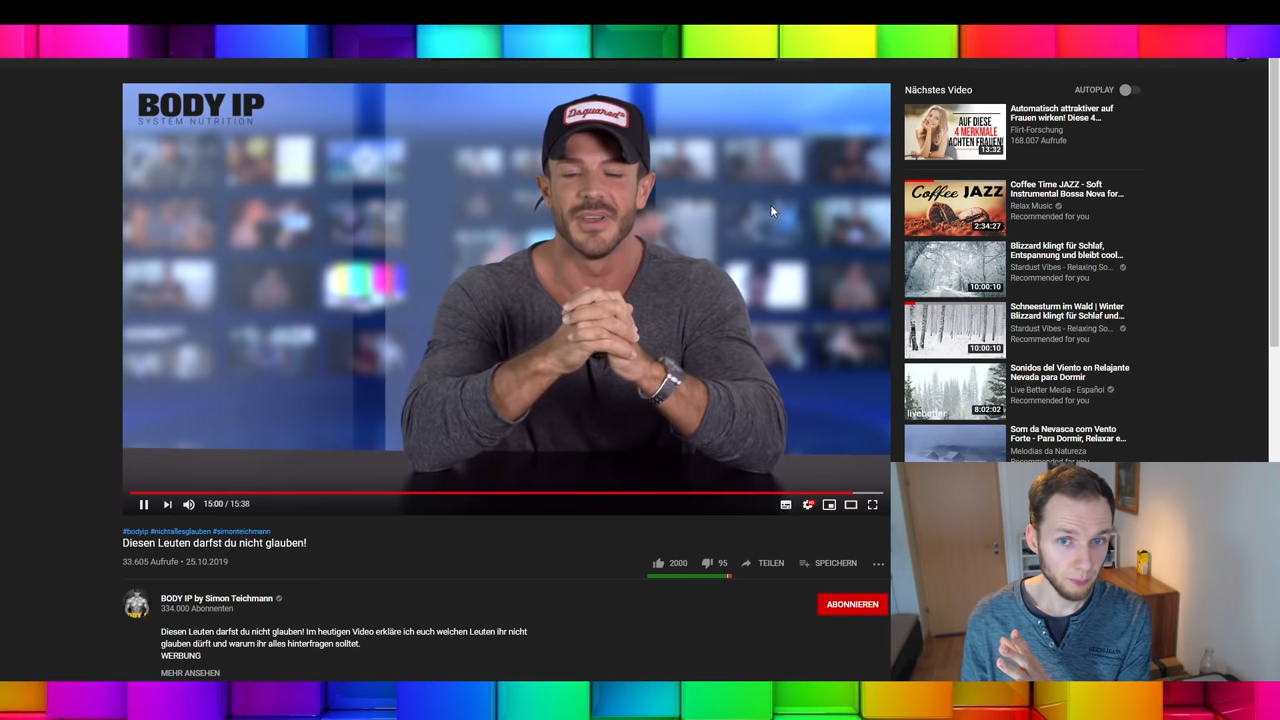 BODY IP
SYSTEM NUTRITION
Dsquared2
15:00 / 15:38
#bodyip #nichtallesglauben #simonteichmann
Diesen Leuten darfst du nicht glauben!
33.605 Aufrufe • 25.10.2019
2000
95
TEILEN
SPEICHERN
BODY IP by Simon Teichmann
334.000 Abonnenten
ABONNIEREN
Diesen Leuten darfst du nicht glauben! Im heutigen Video erkläre ich euch welchen Leuten ihr nicht
glauben dürft und warum ihr alles hinterfragen solltet.
WERBUNG
MEHR ANSEHEN
Nächstes Video
AUTOPLAY
AUF DIESE
4 MERKMALE
ACHTEN FRAUEN!
13:32
Automatisch attraktiver auf
Frauen wirken! Diese 4...
Flirt-Forschung
168.007 Aufrufe
Coffee JAZZ
2:34:27
Coffee Time JAZZ - Soft
Instrumental Bossa Nova for...
Relax Music
Recommended for you
10:00:10
Blizzard klingt für Schlaf,
Entspannung und bleibt cool...
Stardust Vibes - Relaxing So...
Recommended for you
10:00:10
Schneesturm im Wald | Winter
Blizzard klingt für Schlaf und...
Stardust Vibes - Relaxing So...
Recommended for you
livebetter
8:02:02
Sonidos del Viento en Relajante
Nevada para Dormir
Live Better Media - Español
Recommended for you
Som da Nevasca com Vento
Forte - Para Dormir, Relaxar e...
Melodias da Natureza
Recommended for you